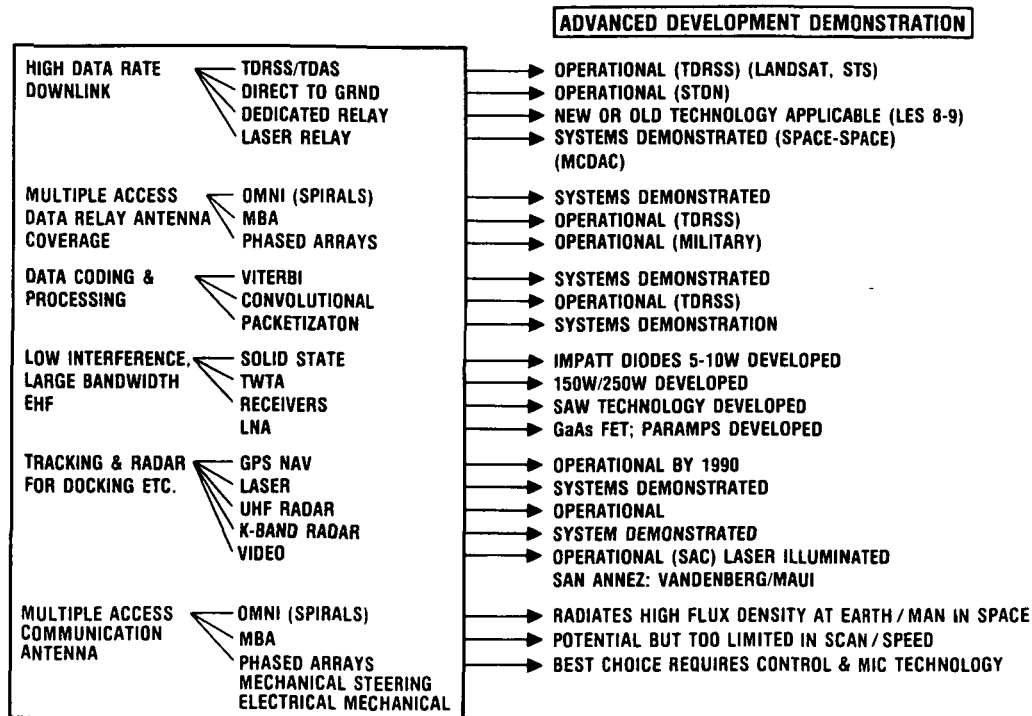 ADVANCED DEVELOPMENT DEMONSTRATION
HIGH DATA RATE TDRSS/TDAS OPERATIONAL (TDRSS) (LANDSAT, STS)
DOWNLINK DIRECT TO GRND OPERATIONAL (STDN)
DEDICATED RELAY NEW OR OLD TECHNOLOGY APPLICABLE (LES 8-9)
LASER RELAY SYSTEMS DEMONSTRATED (SPACE-SPACE)
(MCDAC)
MULTIPLE ACCESS OMNI (SPIRALS) SYSTEMS DEMONSTRATED
DATA RELAY ANTENNA MBA OPERATIONAL (TDRSS)
COVERAGE PHASED ARRAYS OPERATIONAL (MILITARY)
DATA CODING & VITERBI SYSTEMS DEMONSTRATED
PROCESSING CONVOLUTIONAL OPERATIONAL (TDRSS)
PACKETIZATON SYSTEMS DEMONSTRATION
LOW INTERFERENCE, SOLID STATE IMPATT DIODES 5-10W DEVELOPED
LARGE BANDWIDTH TWTA 150W/250W DEVELOPED
EHF RECEIVERS SAW TECHNOLOGY DEVELOPED
LNA GaAs FET; PARAMPS DEVELOPED
TRACKING & RADAR GPS NAV OPERATIONAL BY 1990
FOR DOCKING ETC. LASER SYSTEMS DEMONSTRATED
UHF RADAR OPERATIONAL
K-BAND RADAR SYSTEM DEMONSTRATED
VIDEO OPERATIONAL (SAC) LASER ILLUMINATED
SAN ANNEZ: VANDENBERG/MAUI
MULTIPLE ACCESS OMNI (SPIRALS) RADIATES HIGH FLUX DENSITY AT EARTH / MAN IN SPACE
COMMUNICATION MBA POTENTIAL BUT TOO LIMITED IN SCAN / SPEED
ANTENNA PHASED ARRAYS BEST CHOICE REQUIRES CONTROL & MIC TECHNOLOGY
MECHANICAL STEERING
ELECTRICAL MECHANICAL